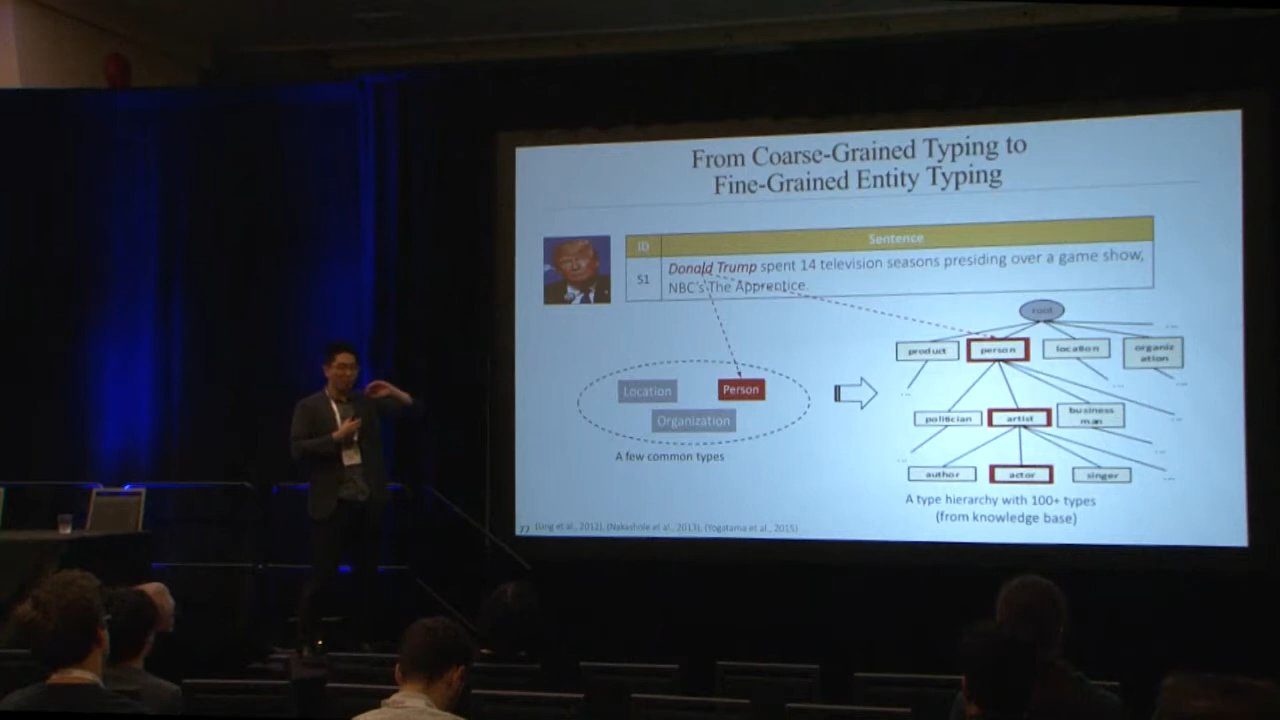 From Coarse-Grained Typing to
Fine-Grained Entity Typing
ID
Sentence
S1
Donald Trump spent 14 television seasons presiding over a game show,
NBC's The Apprentice.
root
product
person
location
organiz
ation
Location
Person
Organization
politician
artist
business
man
A few common types
author
actor
singer
A type hierarchy with 100+ types
(from knowledge base)
(Ling et al., 2012), (Nakashole et al., 2013), (Yogatama et al., 2015)